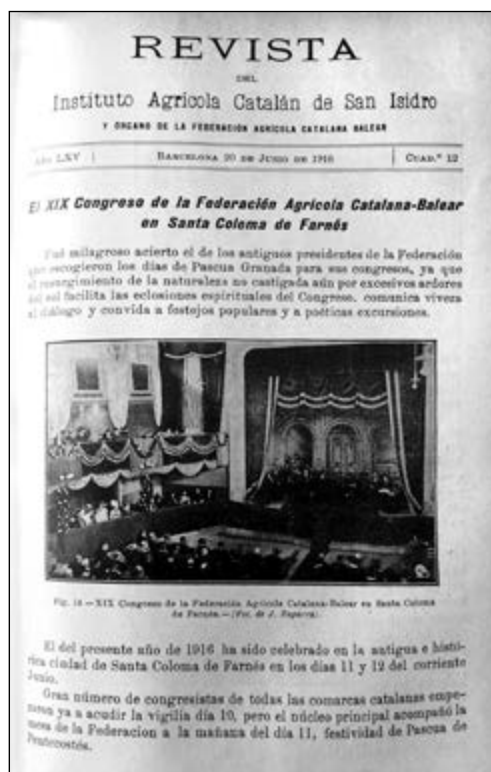 REVISTA
DEL
Instituto Agrícola Catalán de San Isidro
Y ÓRGANO DE LA FEDERACIÓN AGRÍCOLA CATALANA BALEAR
Año LXV
BARCELONA 20 DE JUNIO DE 1916
CUAD.º 12
El XIX Congreso de la Federación Agrícola Catalana-Balear
en Santa Coloma de Farnés
Fué milagroso acierto el de los antiguos presidentes de la Federación
que escogieron los días de Pascua Granada para sus congresos, ya que
el resurgimiento de la naturaleza no castigada aún por excesivos ardores
del sol facilita las eclosiones espirituales del Congreso, comunica viveza
al diálogo y convida a festejos populares y a poéticas excursiones.
Fig. 18 — XIX Congreso de la Federación Agrícola Catalana-Balear en Santa Coloma
de Farnés.—(Fot. de J.
El del presente año de 1916 ha sido celebrado en la antigua e histó-
rica ciudad de Santa Coloma de Farnés en los días 11 y 12 del corriente
Junio.
Gran número de congresistas de todas las comarcas catalanas empe-
zaron ya a acudir la vigilia día 10, pero el núcleo principal acompañó la
mesa de la Federacion a la mañana del día 11, festividad de Pascua de
Pentecostés.